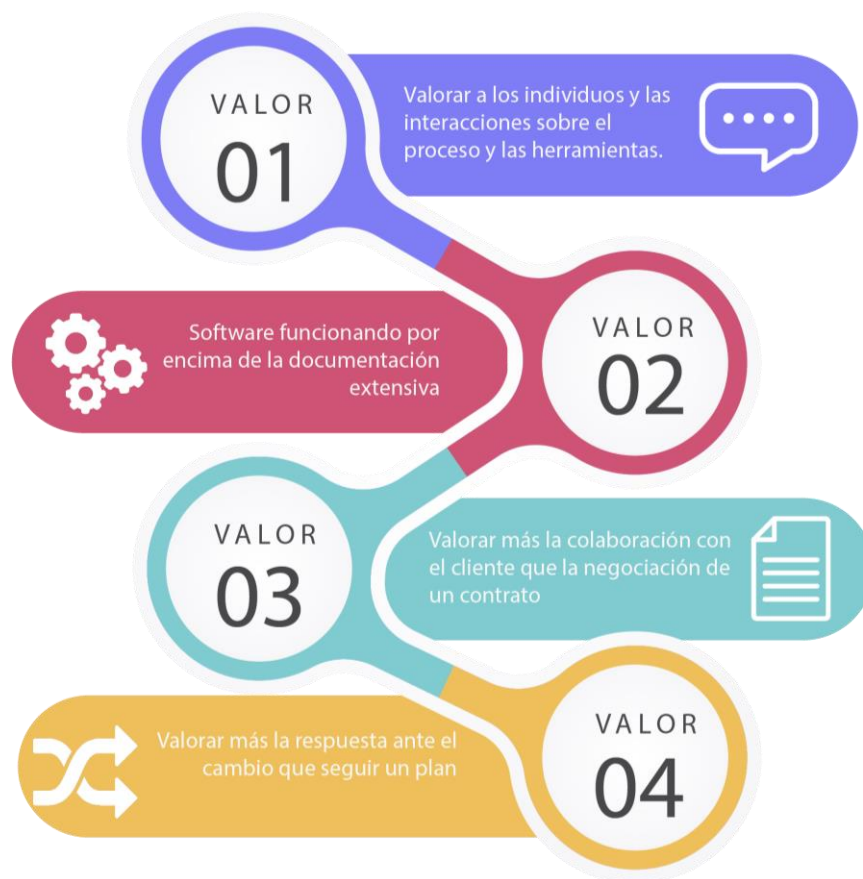 VALOR
01
Valorar a los individuos y las
interacciones sobre el
proceso y las herramientas.
Software funcionando por
encima de la documentación
extensiva
VALOR
02
VALOR
03
Valorar más la colaboración con
el cliente que la negociación de
un contrato
Valorar más la respuesta ante el
cambio que seguir un plan
VALOR
04